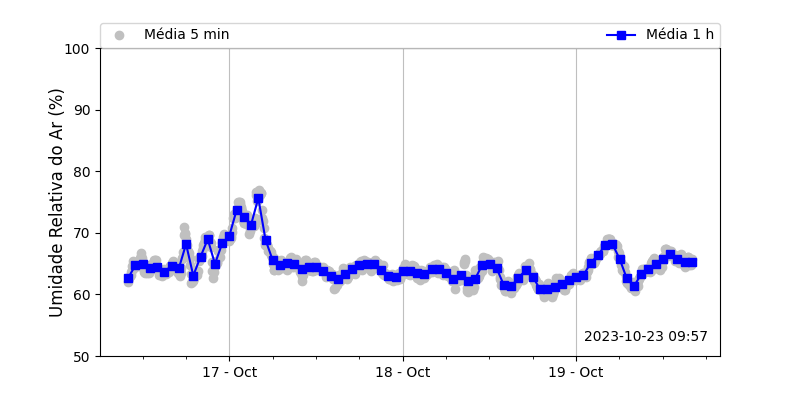 Média 5 min
Média 1 h
Umidade Relativa do Ar (%)
100
90
80
70
60
50
2023-10-23 09:57
17 - Oct
18 - Oct
19 - Oct